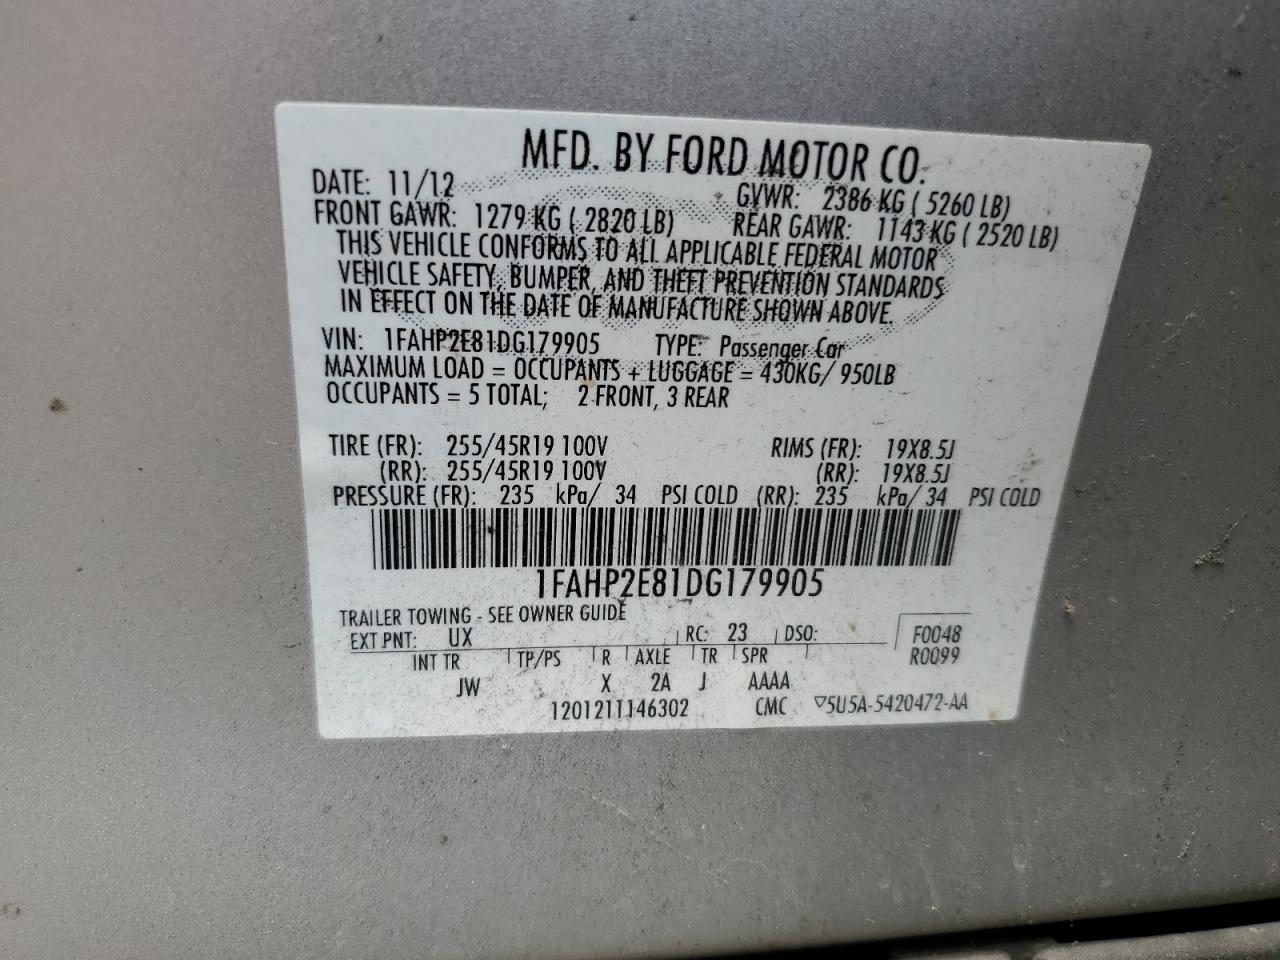 MFD. BY FORD MOTOR CO.
DATE: 11/12 GVWR: 2386 KG ( 5260 LB)
FRONT GAWR: 1279 KG ( 2820 LB) REAR GAWR: 1143 KG ( 2520 LB)
THIS VEHICLE CONFORMS TO ALL APPLICABLE FEDERAL MOTOR
VEHICLE SAFETY, BUMPER, AND THEFT PREVENTION STANDARDS
IN EFFECT ON THE DATE OF MANUFACTURE SHOWN ABOVE.
VIN: 1FAHP2E81DG179905 TYPE: Passenger Car
MAXIMUM LOAD = OCCUPANTS + LUGGAGE = 430KG/ 950LB
OCCUPANTS = 5 TOTAL; 2 FRONT, 3 REAR
TIRE (FR): 255/45R19 100V RIMS (FR): 19X8.5J
(RR): 255/45R19 100V (RR): 19X8.5J
PRESSURE (FR): 235 kPa/ 34 PSI COLD (RR): 235 kPa/ 34 PSI COLD
1FAHP2E81DG179905
TRAILER TOWING - SEE OWNER GUIDE
EXT PNT: UX RC: 23 DSO: F0048
INT TR TP/PS R AXLE TR SPR R0099
JW X 2A J AAAA
1201211146302 CMC ▽5U5A-5420472-AA